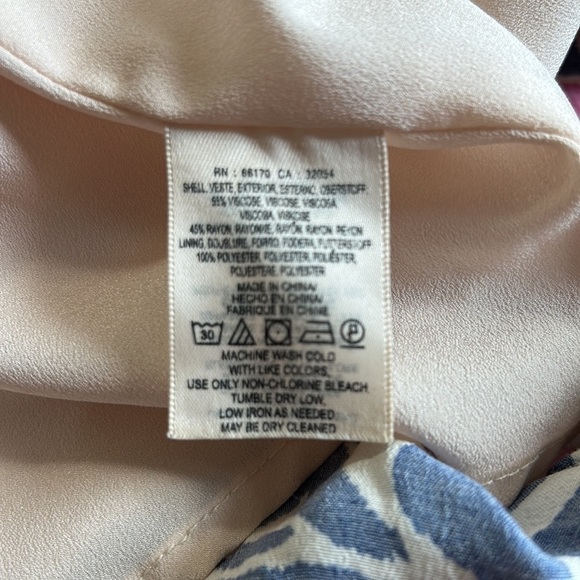 RN : 66170 CA : 32054
SHELL, VESTE, EXTERIOR, ESTERNO, OBERSTOFF:
55% VISCOSE, VISCOSE, VISCOSA,
VISCOSA, VISKOSE
45% RAYON, RAYONNE, RAYON, RAYON, REYON
LINING, DOUBLURE, FORRO, FODERA, FUTTERSTOFF:
100% POLYESTER, POLYESTER, POLIÉSTER,
POLIESTERE, POLYESTER
MADE IN CHINA/
HECHO EN CHINA/
FABRIQUE EN CHINE
30 P
MACHINE WASH COLD
WITH LIKE COLORS,
USE ONLY NON-CHLORINE BLEACH,
TUMBLE DRY LOW,
LOW IRON AS NEEDED,
MAY BE DRY CLEANED